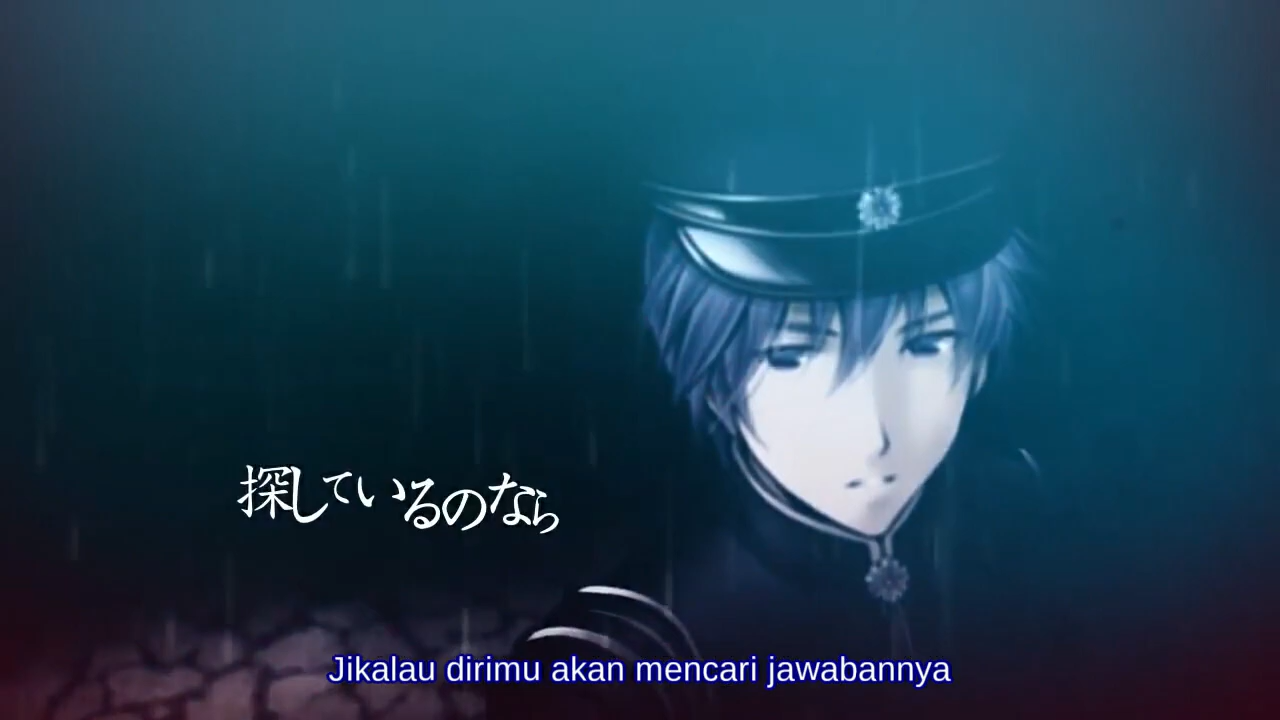 探しているのなら
Jikalau dirimu akan mencari jawabannya